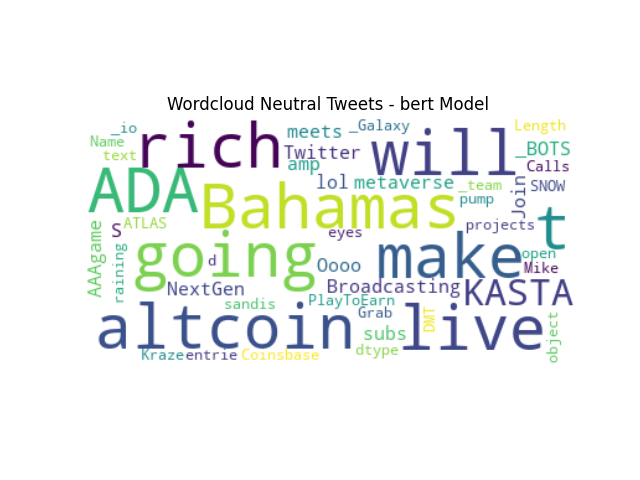 Wordcloud Neutral Tweets - bert Model
_io
rich
meets
_Galaxy
will
Length
Name
text
Twitter
amp
_BOTS
Calls
ADA
Bahamas
lol
metaverse
_team
Join
SNOW
pump
t
S
ATLAS
eyes
projects
AAAgame
raining
going
d
Oooo
make
open
Mike
NextGen
Broadcasting
KASTA
sandis
PlayToEarn
Grab
altcoin
subs
DMT
live
object
Kraze
entrie
Coinsbase
dtype